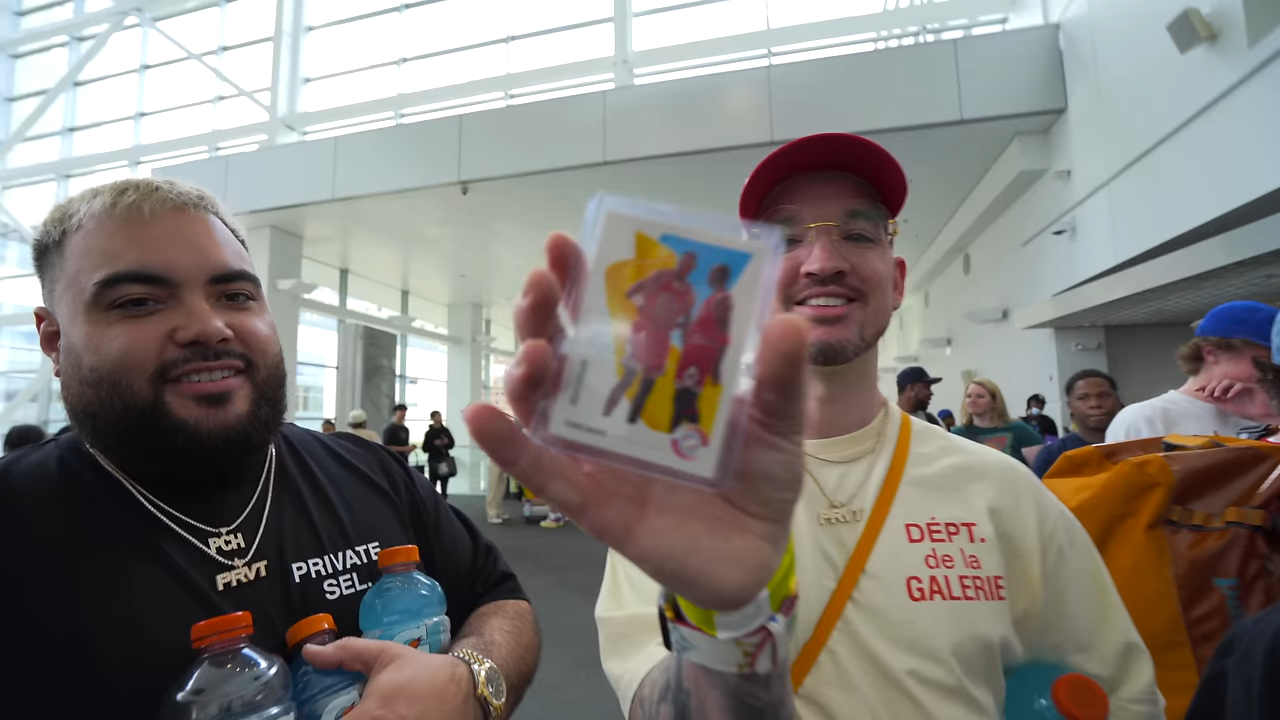 PCH
PRVT
PRIVATE
SEL.
PRVT
DÉPT.
de la
GALERIE